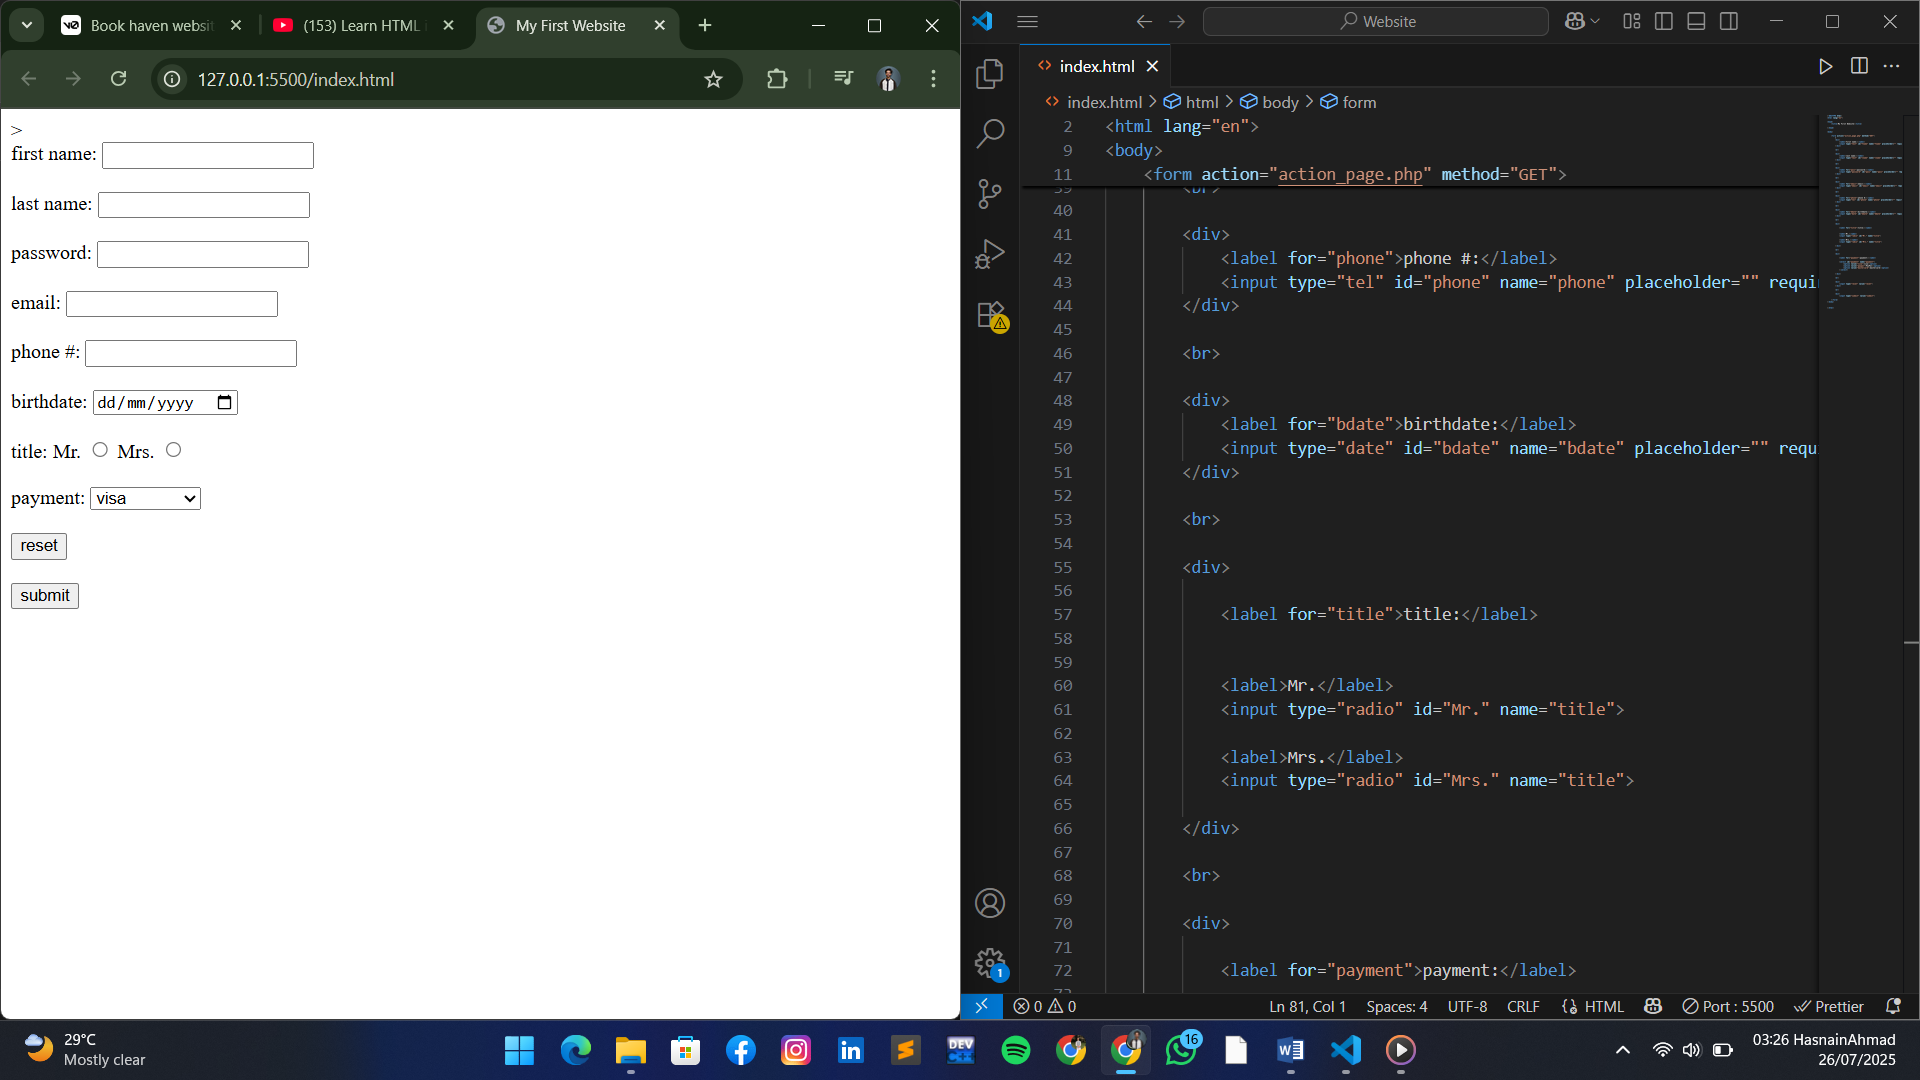 Book haven websit
(153) Learn HTML i
My First Website
127.0.0.1:5500/index.html
>
first name:
last name:
password:
email:
phone #:
birthdate: dd/mm/yyyy
title: Mr. Mrs.
payment: visa
reset
submit
Website
index.html
index.html > html > body > form
2 <html lang="en">
9 <body>
11 <form action="action_page.php" method="GET">
39 <br>
40
41 <div>
42 <label for="phone">phone #:</label>
43 <input type="tel" id="phone" name="phone" placeholder="" requi
44 </div>
45
46 <br>
47
48 <div>
49 <label for="bdate">birthdate:</label>
50 <input type="date" id="bdate" name="bdate" placeholder="" requ
51 </div>
52
53 <br>
54
55 <div>
56
57 <label for="title">title:</label>
58
59
60 <label>Mr.</label>
61 <input type="radio" id="Mr." name="title">
62
63 <label>Mrs.</label>
64 <input type="radio" id="Mrs." name="title">
65
66 </div>
67
68 <br>
69
70 <div>
71
72 <label for="payment">payment:</label>
1
0 0
Ln 81, Col 1
Spaces: 4
UTF-8
CRLF
{} HTML
Port : 5500
Prettier
29°C
Mostly clear
DEV
16
03:26 HasnainAhmad
26/07/2025